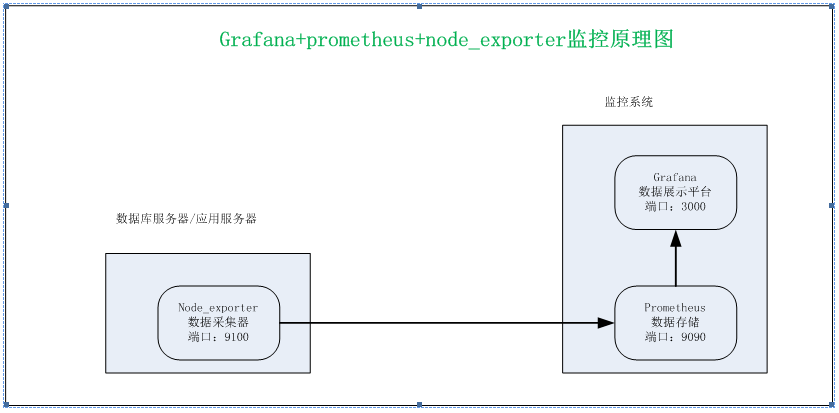 Grafana+prometheus+node_exporter监控原理图
监控系统
Grafana
数据展示平台
端口：3000
数据库服务器/应用服务器
Node_exporter
数据采集器
端口：9100
Prometheus
数据存储
端口：9090